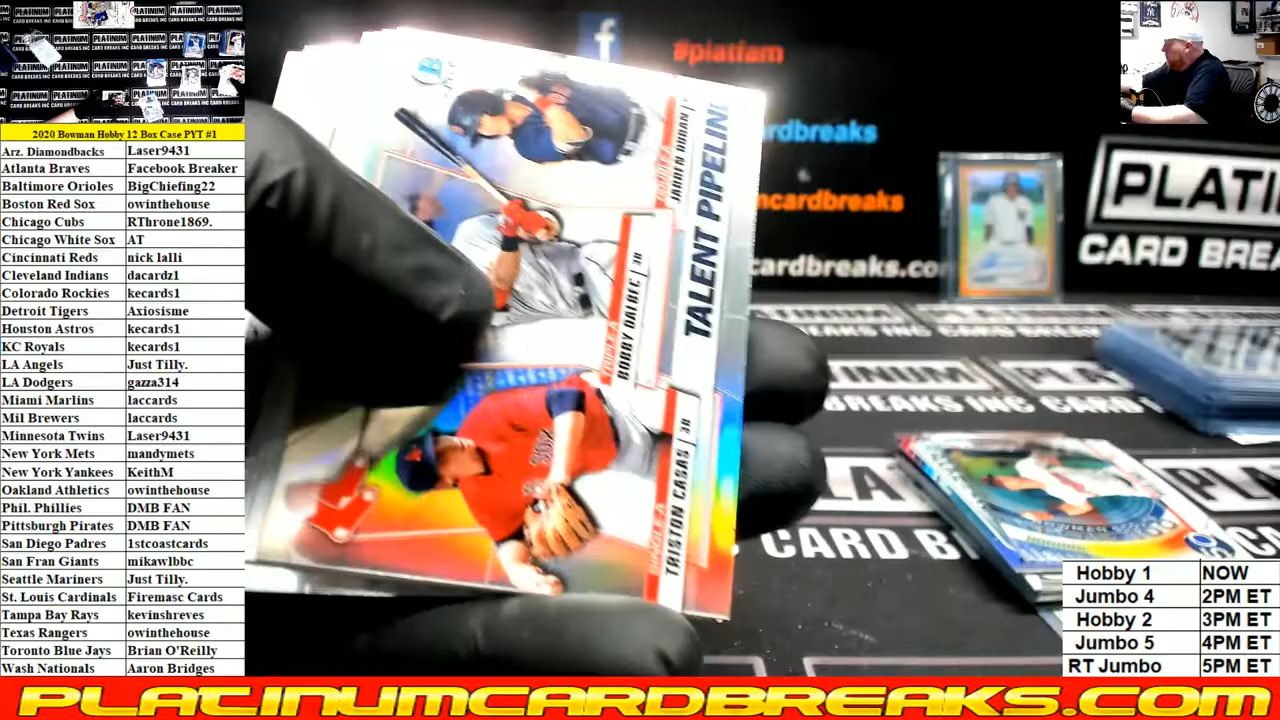 2020 Bowman Hobby 12 Box Case PYT #1
Arz. Diamondbacks Laser9431
Atlanta Braves Facebook Breaker
Baltimore Orioles BigChiefing22
Boston Red Sox owinthehouse
Chicago Cubs RThrone1869.
Chicago White Sox AT
Cincinnati Reds nick lalli
Cleveland Indians dacardz1
Colorado Rockies kecards1
Detroit Tigers Axiosisme
Houston Astros kecards1
KC Royals kecards1
LA Angels Just Tilly.
LA Dodgers gazza314
Miami Marlins laccards
Mil Brewers laccards
Minnesota Twins Laser9431
New York Mets mandymets
New York Yankees KeithM
Oakland Athletics owinthehouse
Phil. Phillies DMB FAN
Pittsburgh Pirates DMB FAN
San Diego Padres 1stcoastcards
San Fran Giants mikawlbbc
Seattle Mariners Just Tilly.
St. Louis Cardinals Firemasc Cards
Tampa Bay Rays kevinshreves
Texas Rangers owinthehouse
Toronto Blue Jays Brian O'Reilly
Wash Nationals Aaron Bridges
#platfam
cardbreaks
mcardbreaks
cardbreaks.co
PLATI
CARD BREA
TALENT PIPELINE
JARREN DURAN
TRIPLE A
BOBBY DALBEC | 3B
TRISTON CASAS | 3B
Hobby 1 NOW
Jumbo 4 2PM ET
Hobby 2 3PM ET
Jumbo 5 4PM ET
RT Jumbo 5PM ET
PLATINUMCARDBREAKS.COM